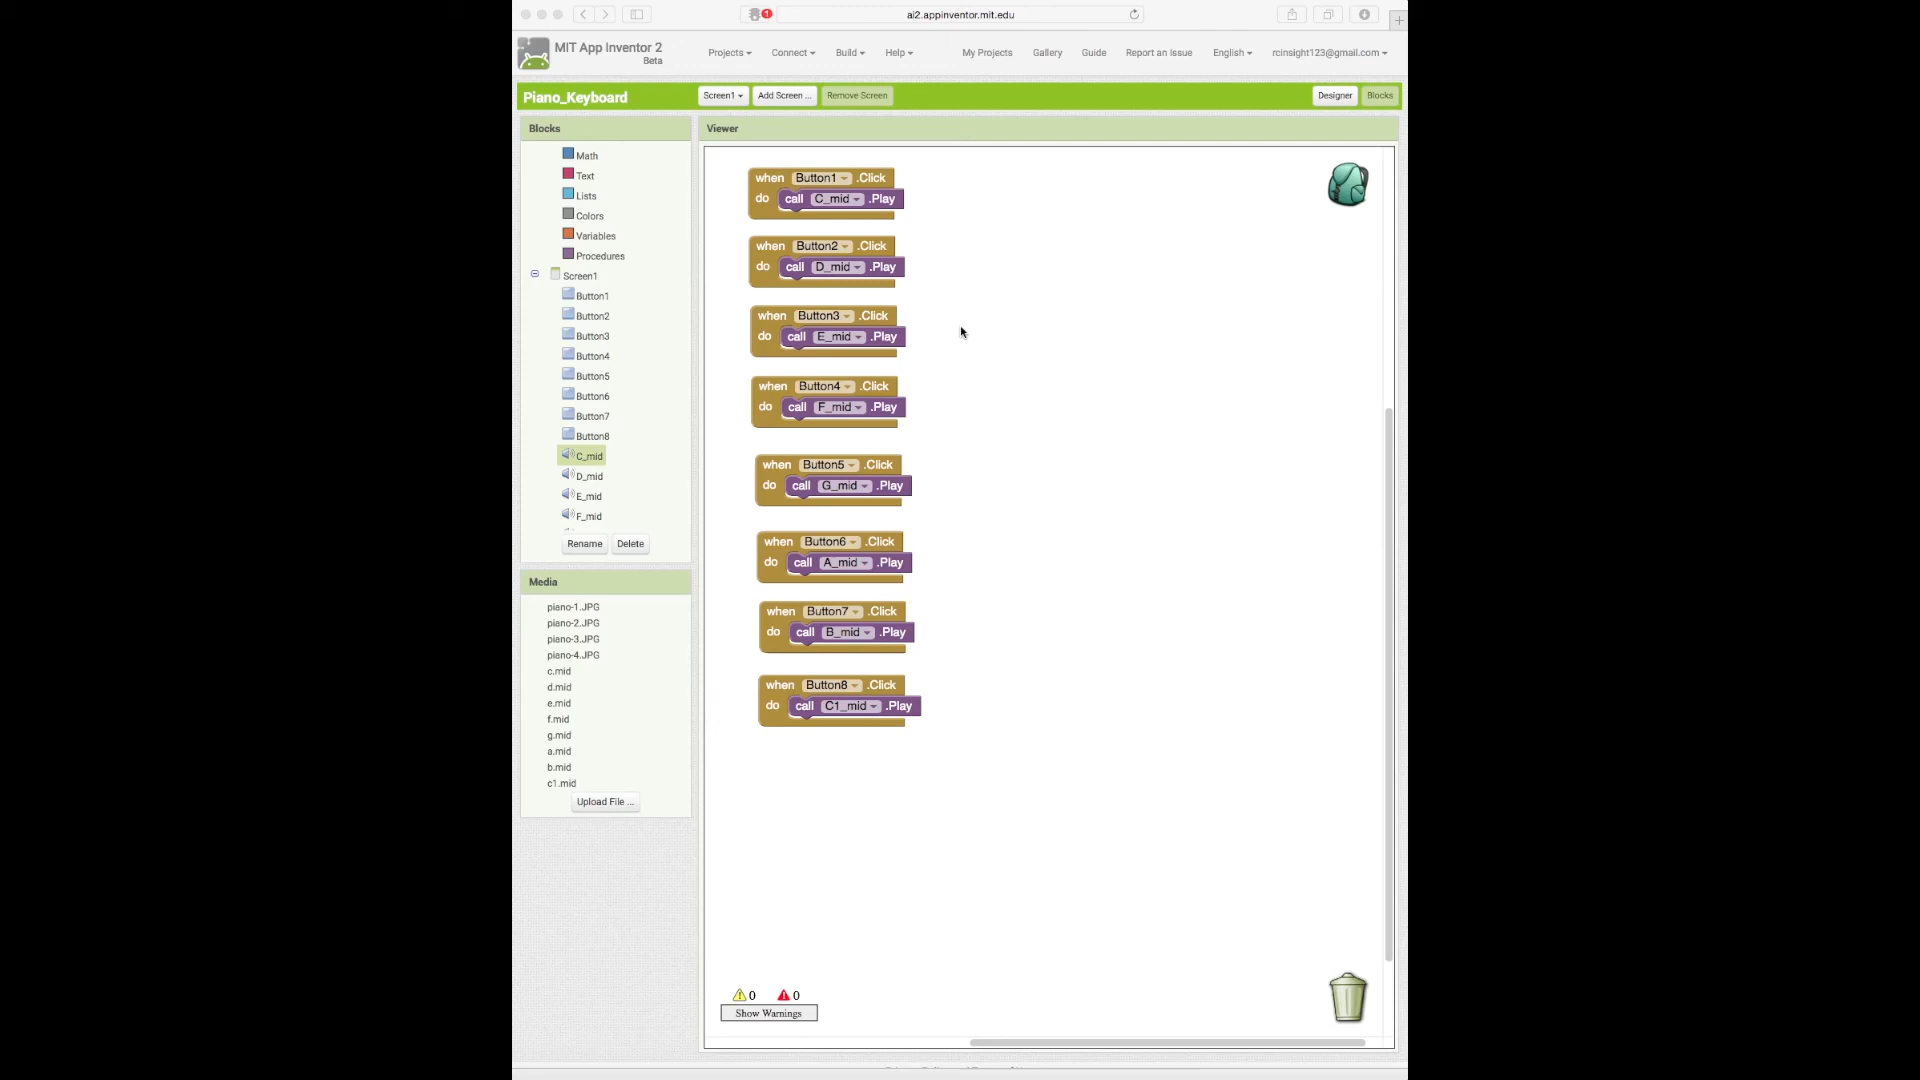 1
ai2.appinventor.mit.edu
MIT App Inventor 2
Beta
Projects
Connect
Build
Help
My Projects
Gallery
Guide
Report an Issue
English
rcinsight123@gmail.com
Piano_Keyboard
Screen1
Add Screen ...
Remove Screen
Designer
Blocks
Blocks
Math
Text
Lists
Colors
Variables
Procedures
Screen1
Button1
Button2
Button3
Button4
Button5
Button6
Button7
Button8
C_mid
D_mid
E_mid
F_mid
Rename
Delete
Media
piano-1.JPG
piano-2.JPG
piano-3.JPG
piano-4.JPG
c.mid
d.mid
e.mid
f.mid
g.mid
a.mid
b.mid
c1.mid
Upload File ...
Viewer
when Button1 .Click
do call C_mid .Play
when Button2 .Click
do call D_mid .Play
when Button3 .Click
do call E_mid .Play
when Button4 .Click
do call F_mid .Play
when Button5 .Click
do call G_mid .Play
when Button6 .Click
do call A_mid .Play
when Button7 .Click
do call B_mid .Play
when Button8 .Click
do call C1_mid .Play
0 0
Show Warnings